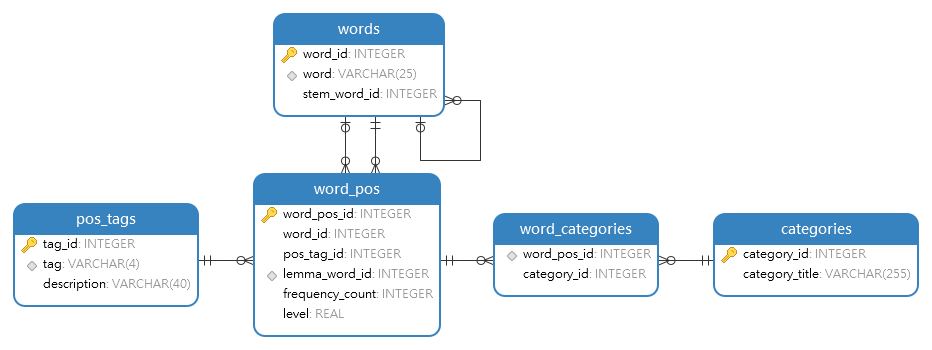 words
word_id: INTEGER
word: VARCHAR(25)
stem_word_id: INTEGER
word_pos
word_pos_id: INTEGER
word_id: INTEGER
pos_tag_id: INTEGER
lemma_word_id: INTEGER
frequency_count: INTEGER
level: REAL
pos_tags
tag_id: INTEGER
tag: VARCHAR(4)
description: VARCHAR(40)
word_categories
word_pos_id: INTEGER
category_id: INTEGER
categories
category_id: INTEGER
category_title: VARCHAR(255)